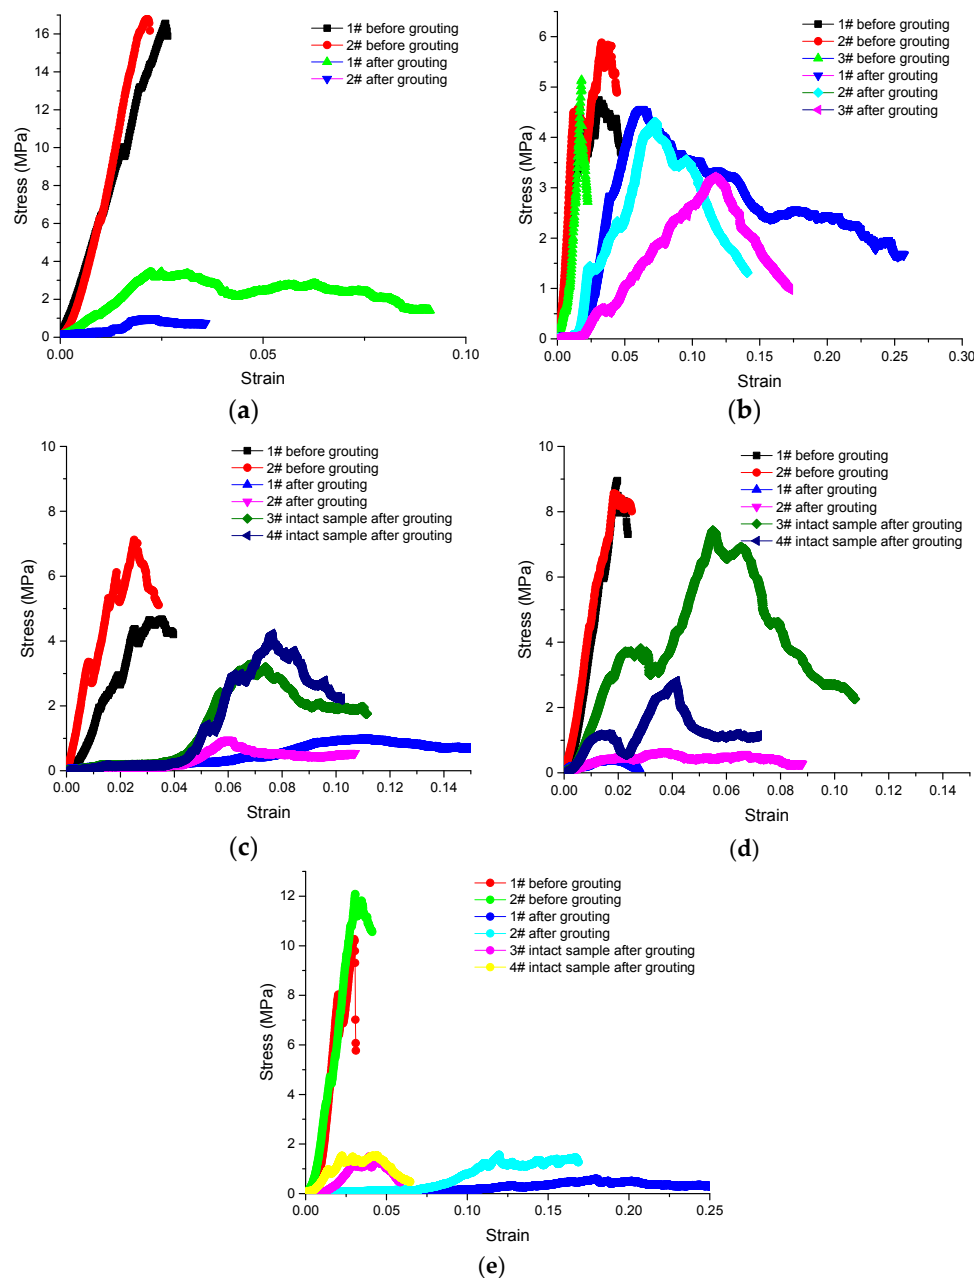 1# before grouting
2# before grouting
1# after grouting
2# after grouting
16
14
12
10
8
6
4
2
0
Stress (MPa)
0.00
0.05
0.10
Strain
(a)
1# before grouting
2# before grouting
3# before grouting
1# after grouting
2# after grouting
3# after grouting
6
5
4
3
2
1
0
Stress (MPa)
0.00
0.05
0.10
0.15
0.20
0.25
0.30
Strain
(b)
1# before grouting
2# before grouting
1# after grouting
2# after grouting
3# intact sample after grouting
4# intact sample after grouting
10
8
6
4
2
0
Stress (MPa)
0.00
0.02
0.04
0.06
0.08
0.10
0.12
0.14
Strain
(c)
1# before grouting
2# before grouting
1# after grouting
2# after grouting
3# intact sample after grouting
4# intact sample after grouting
10
8
6
4
2
0
Stress (MPa)
0.00
0.02
0.04
0.06
0.08
0.10
0.12
0.14
Strain
(d)
1# before grouting
2# before grouting
1# after grouting
2# after grouting
3# intact sample after grouting
4# intact sample after grouting
12
10
8
6
4
2
0
Stress (MPa)
0.00
0.05
0.10
0.15
0.20
0.25
Strain
(e)